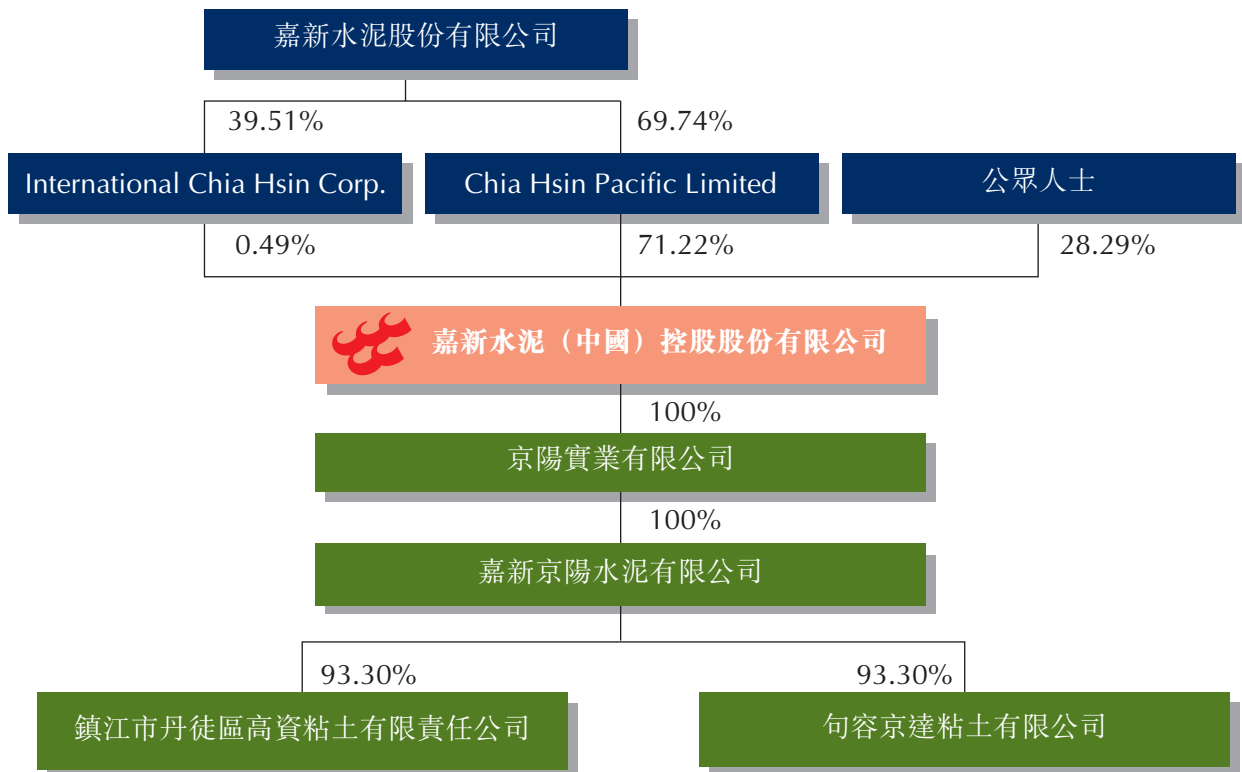 嘉新水泥股份有限公司
39.51%
69.74%
International Chia Hsin Corp.
Chia Hsin Pacific Limited
公眾人士
0.49%
71.22%
28.29%
嘉新水泥（中國）控股股份有限公司
100%
京陽實業有限公司
100%
嘉新京陽水泥有限公司
93.30%
93.30%
鎮江市丹徒區高資粘土有限責任公司
句容京達粘土有限公司